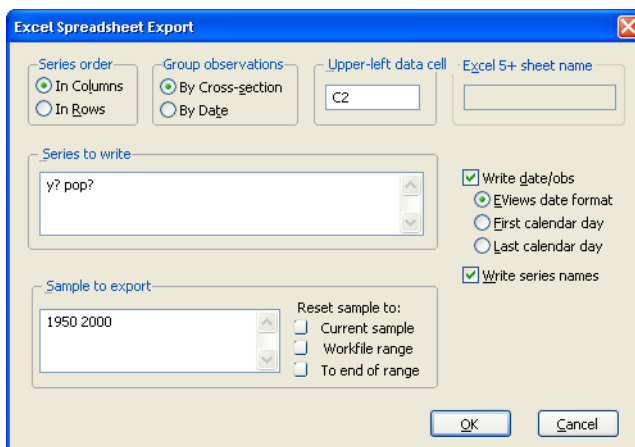 Excel Spreadsheet Export
Series order
In Columns
In Rows
Group observations
By Cross-section
By Date
Upper-left data cell
C2
Excel 5+ sheet name
Series to write
y? pop?
Write date/obs
EViews date format
First calendar day
Last calendar day
Write series names
Sample to export
1950 2000
Reset sample to:
Current sample
Workfile range
To end of range
OK
Cancel